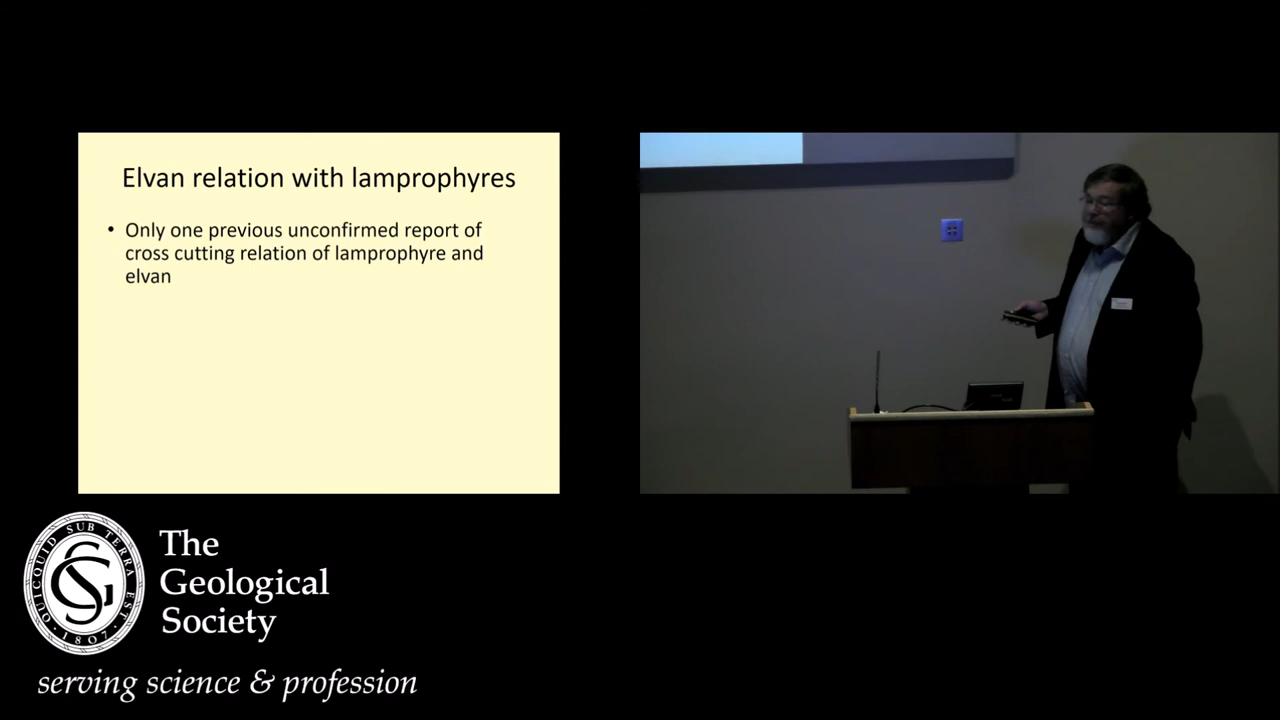 Elvan relation with lamprophyres
• Only one previous unconfirmed report of
cross cutting relation of lamprophyre and
elvan
The
Geological
Society
QUICQUID SUB TERRA EST
· 1807 ·
serving science & profession